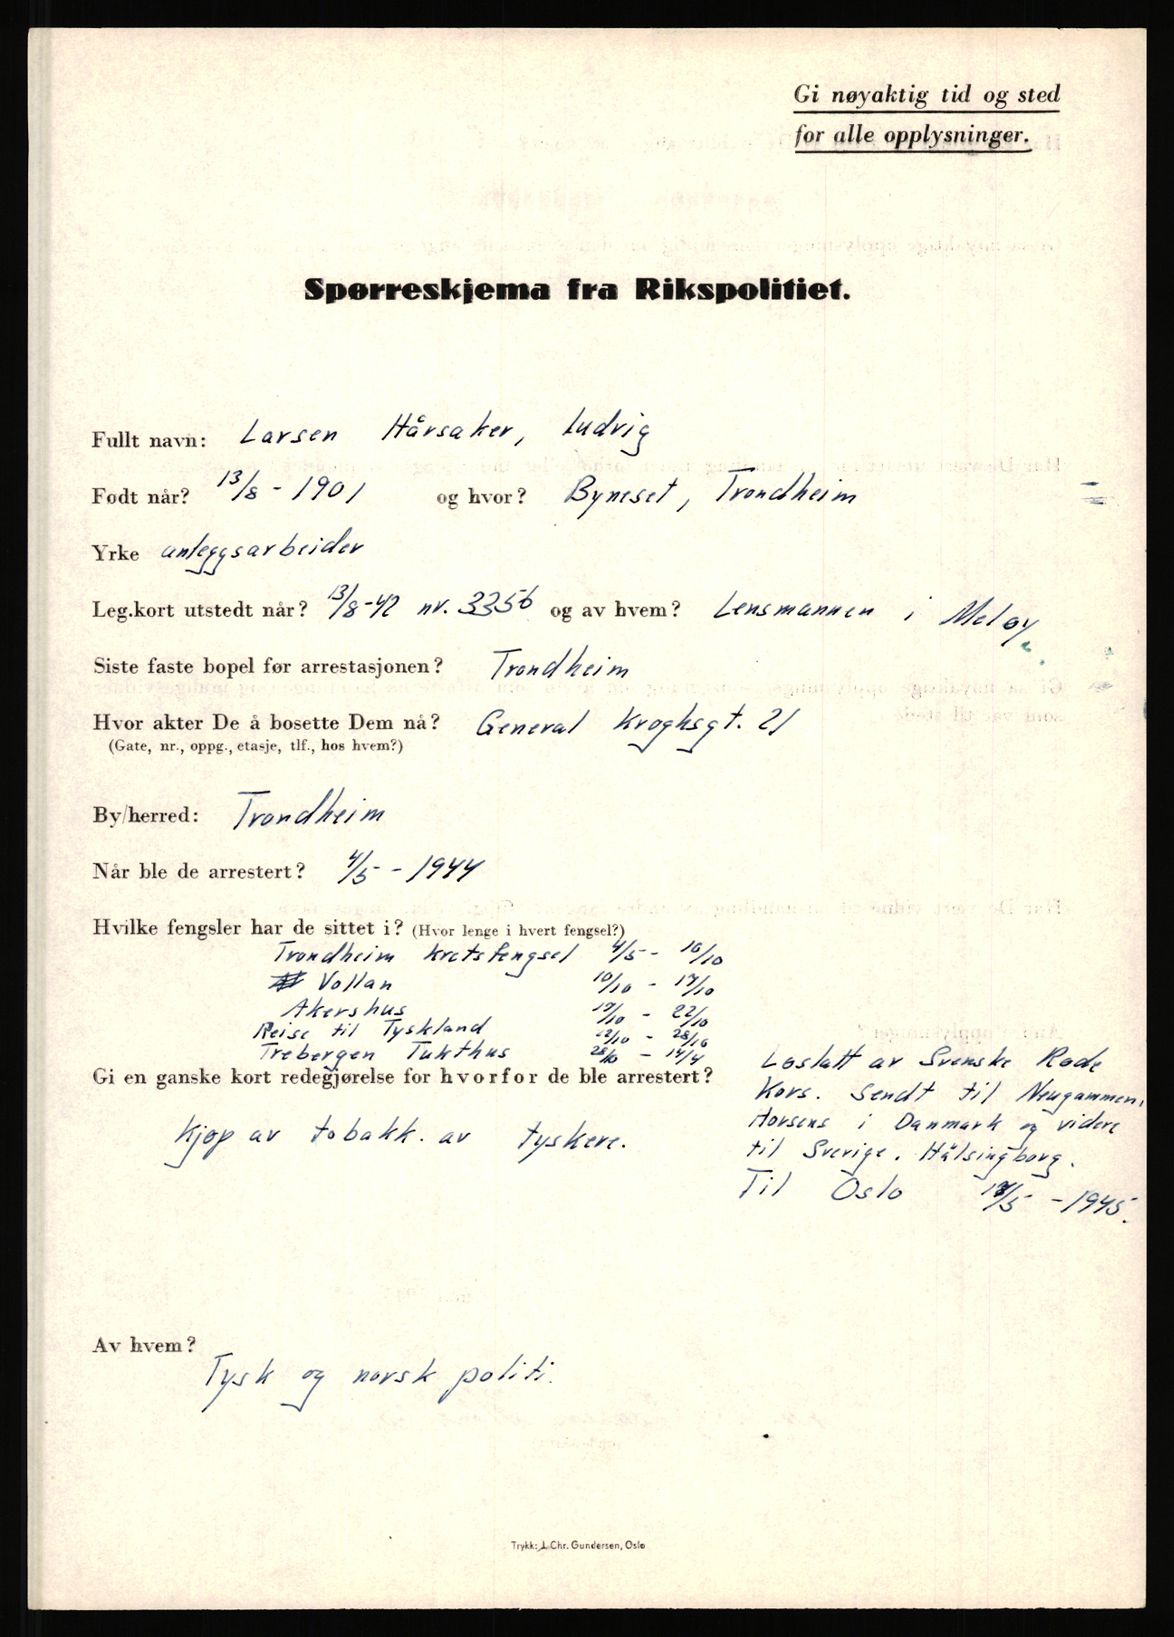 Gi nøyaktig tid og sted
for alle opplysninger.
Spørreskjema fra Rikspolitiet.
Fullt navn: Larsen Hårsaker, Ludvig
Født når? 13/8 - 1901 og hvor? Byneset, Trondheim
Yrke anleggsarbeider
Leg.kort utstedt når? 13/8-42 nr. 3356 og av hvem? Lensmannen i Meløy
Siste faste bopel før arrestasjonen? Trondheim
Hvor akter De å bosette Dem nå? General Kroghsgt. 21
(Gate, nr., oppg., etasje, tlf., hos hvem?)
By/herred: Trondheim
Når ble de arrestert? 4/5 - 1944
Hvilke fengsler har de sittet i? (Hvor lenge i hvert fengsel?)
Trondheim kretsfengsel 4/5 - 10/10
Vollan 10/10 - 17/10
Akershus 17/10 - 22/10
Reise til Tyskland 22/10 - 28/10
Trebergen Tukthus 28/10 - 14/4
Gi en ganske kort redegjørelse for hvorfor de ble arrestert?
Kjøp av tobakk. av tyskere.
Løslatt av Svenske Røde
Kors. Sendt til Neugammen,
Horsens i Danmark og videre
til Sverige. Hälsingborg.
Til Oslo /5 - 1945.
Av hvem?
Tysk og norsk politi.
Trykk: J. Chr. Gundersen, Oslo